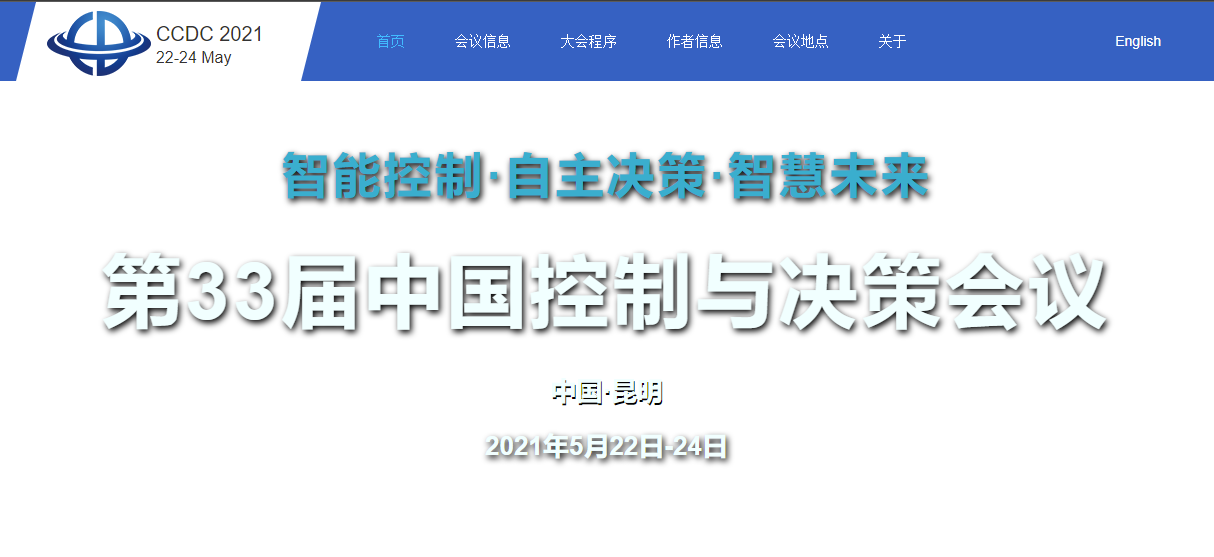 CCDC 2021
22-24 May
首页 会议信息 大会程序 作者信息 会议地点 关于 English
智能控制·自主决策·智慧未来
第33届中国控制与决策会议
中国·昆明
2021年5月22日-24日